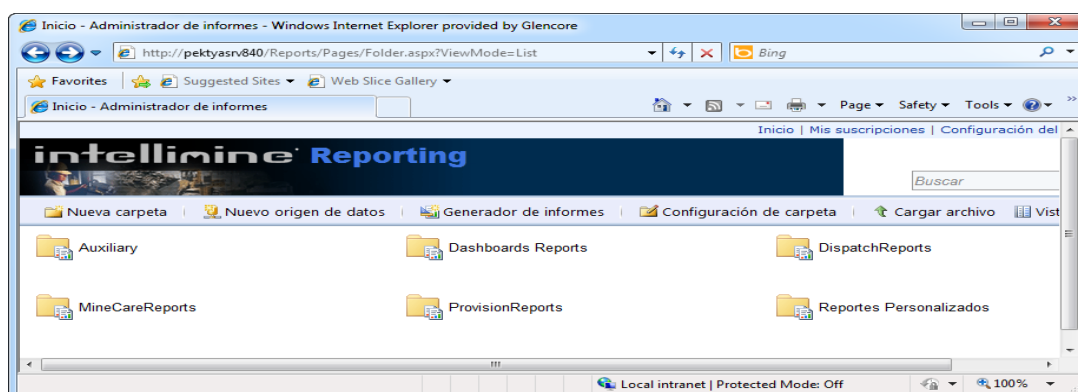 Inicio - Administrador de informes - Windows Internet Explorer provided by Glencore
http://pektyasrv840/Reports/Pages/Folder.aspx?ViewMode=List
Bing
Favorites
Suggested Sites
Web Slice Gallery
Inicio - Administrador de informes
Page
Safety
Tools
Inicio | Mis suscripciones | Configuración del
intellimine Reporting
Buscar
Nueva carpeta
Nuevo origen de datos
Generador de informes
Configuración de carpeta
Cargar archivo
Vist
Auxiliary
Dashboards Reports
DispatchReports
MineCareReports
ProvisionReports
Reportes Personalizados
Local intranet | Protected Mode: Off
100%